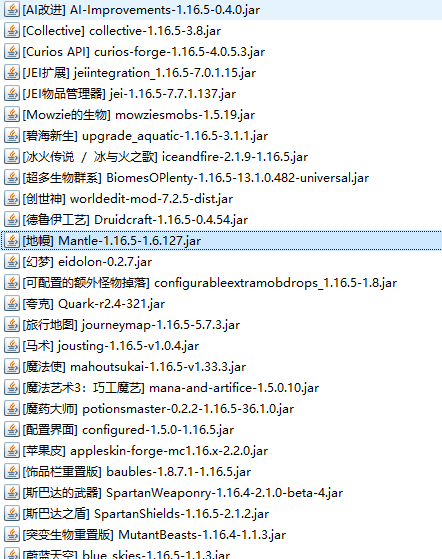 [AI改进] AI-Improvements-1.16.5-0.4.0.jar
[Collective] collective-1.16.5-3.8.jar
[Curios API] curios-forge-1.16.5-4.0.5.3.jar
[JEI扩展] jeiintegration_1.16.5-7.0.1.15.jar
[JEI物品管理器] jei-1.16.5-7.7.1.137.jar
[Mowzie的生物] mowziesmobs-1.5.19.jar
[碧海新生] upgrade_aquatic-1.16.5-3.1.1.jar
[冰火传说 / 冰与火之歌] iceandfire-2.1.9-1.16.5.jar
[超多生物群系] BiomesOPlenty-1.16.5-13.1.0.482-universal.jar
[创世神] worldedit-mod-7.2.5-dist.jar
[德鲁伊工艺] Druidcraft-1.16.5-0.4.54.jar
[地幔] Mantle-1.16.5-1.6.127.jar
[幻梦] eidolon-0.2.7.jar
[可配置的额外怪物掉落] configurableextramobdrops_1.16.5-1.8.jar
[夸克] Quark-r2.4-321.jar
[旅行地图] journeymap-1.16.5-5.7.3.jar
[马术] jousting-1.16.5-v1.0.4.jar
[魔法使] mahoutsukai-1.16.5-v1.33.3.jar
[魔法艺术3：巧工魔艺] mana-and-artifice-1.5.0.10.jar
[魔药大师] potionsmaster-0.2.2-1.16.5-36.1.0.jar
[配置界面] configured-1.5.0-1.16.5.jar
[苹果皮] appleskin-forge-mc1.16.x-2.2.0.jar
[饰品栏重置版] baubles-1.8.7.1-1.16.5.jar
[斯巴达的武器] SpartanWeaponry-1.16.4-2.1.0-beta-4.jar
[斯巴达之盾] SpartanShields-1.16.5-2.1.2.jar
[突变生物重置版] MutantBeasts-1.16.4-1.1.3.jar
[蔚蓝天空] blue_skies-1.16.5-1.1.3.jar